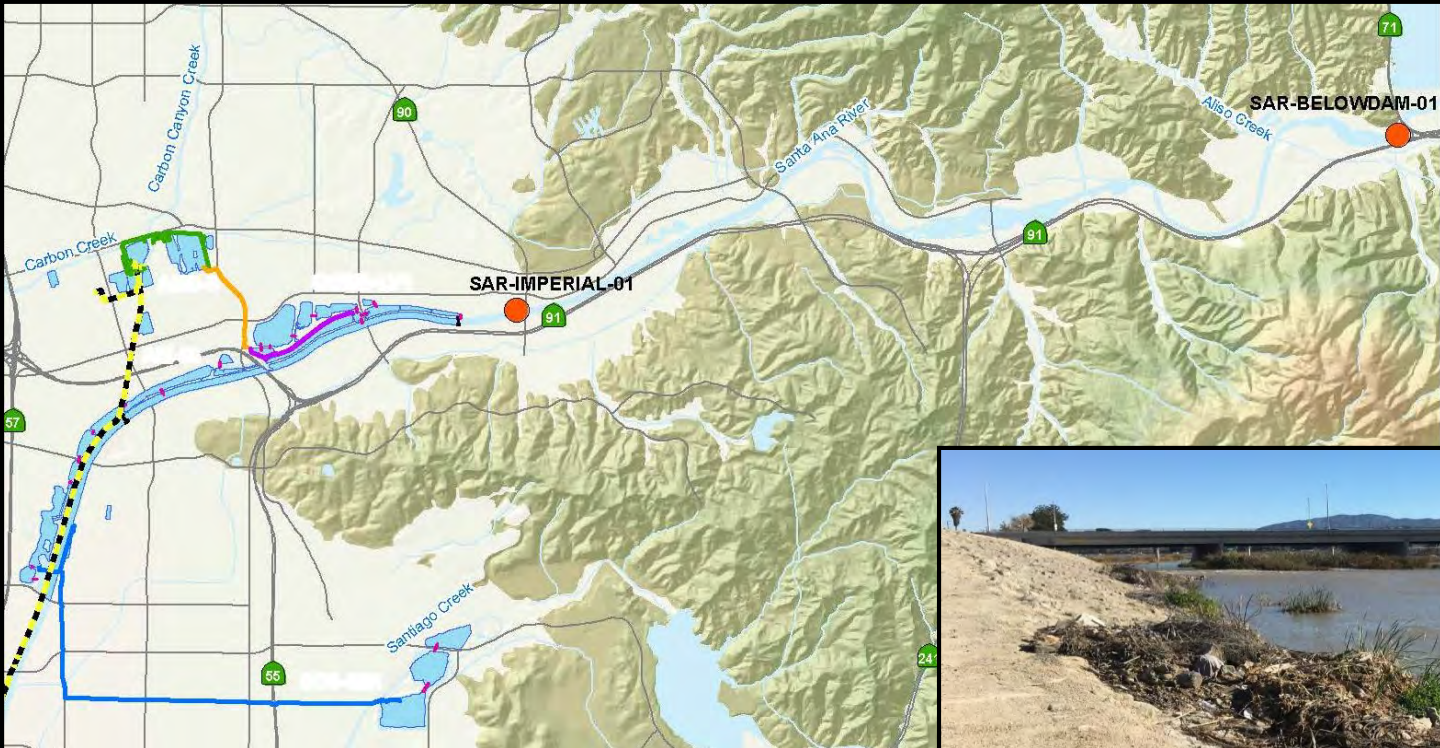 71
Carbon Canyon Creek
90
Santa Ana River
Aliso Creek
SAR-BELOWDAM-01
91
Carbon Creek
SAR-IMPERIAL-01
91
57
Santiago Creek
55
241